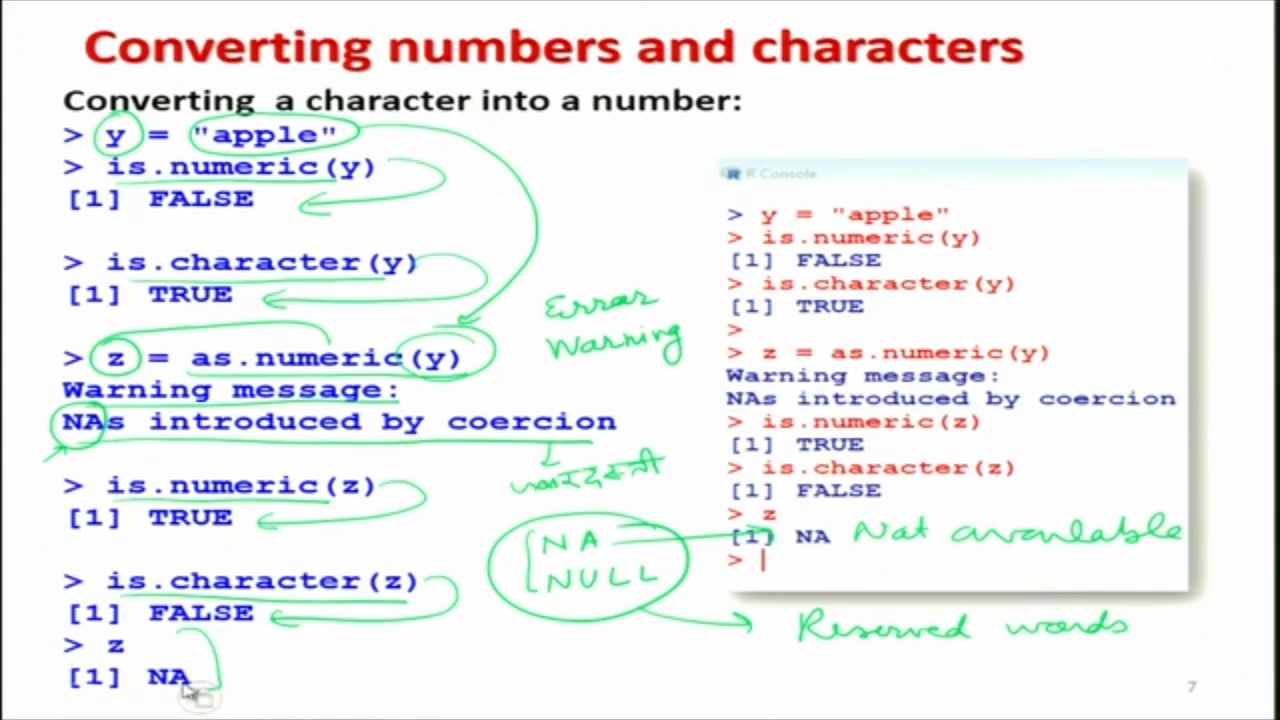 Converting numbers and characters
Converting a character into a number:
> y = "apple"
> is.numeric(y)
[1] FALSE
> is.character(y)
[1] TRUE
> z = as.numeric(y)
Warning message:
NAs introduced by coercion
> is.numeric(z)
[1] TRUE
> is.character(z)
[1] FALSE
> z
[1] NA
Error
Warning
NA
NULL
R Console
> y = "apple"
> is.numeric(y)
[1] FALSE
> is.character(y)
[1] TRUE
>
> z = as.numeric(y)
Warning message:
NAs introduced by coercion
> is.numeric(z)
[1] TRUE
> is.character(z)
[1] FALSE
> z
[1] NA Not available
>
Reserved words
7